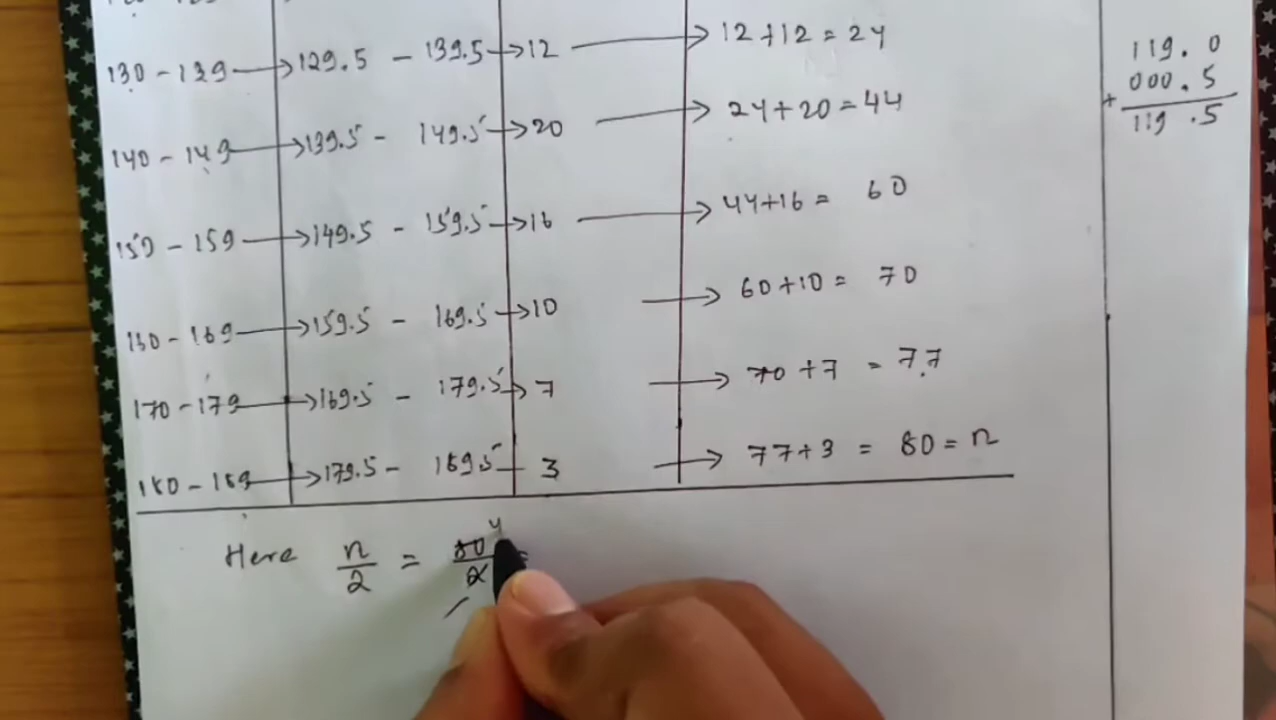 130 - 139 → 129.5 - 139.5 → 12 → 12+12 = 24
140 - 149 → 139.5 - 149.5 → 20 → 24+20 = 44
150 - 159 → 149.5 - 159.5 → 16 → 44+16 = 60
160 - 169 → 159.5 - 169.5 → 10 → 60+10 = 70
170 - 179 → 169.5 - 179.5 → 7 → 70+7 = 77
180 - 189 → 179.5 - 189.5 - 3 → 77+3 = 80 = n
Here n/2 = 80/2 =
4
119.0
+ 000.5
119.5